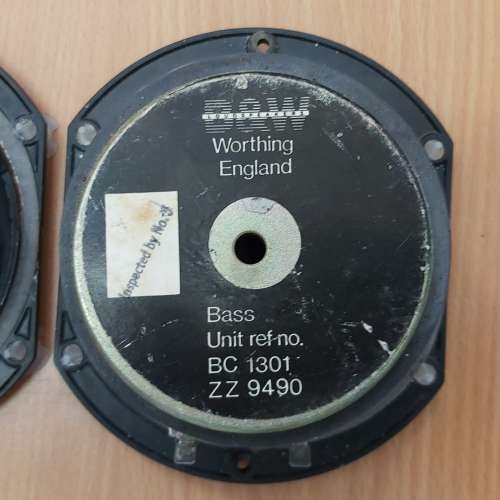 B&W
LOUDSPEAKERS
Worthing
England
Inspected by No.
Bass
Unit ref-no.
BC 1301
ZZ 9490